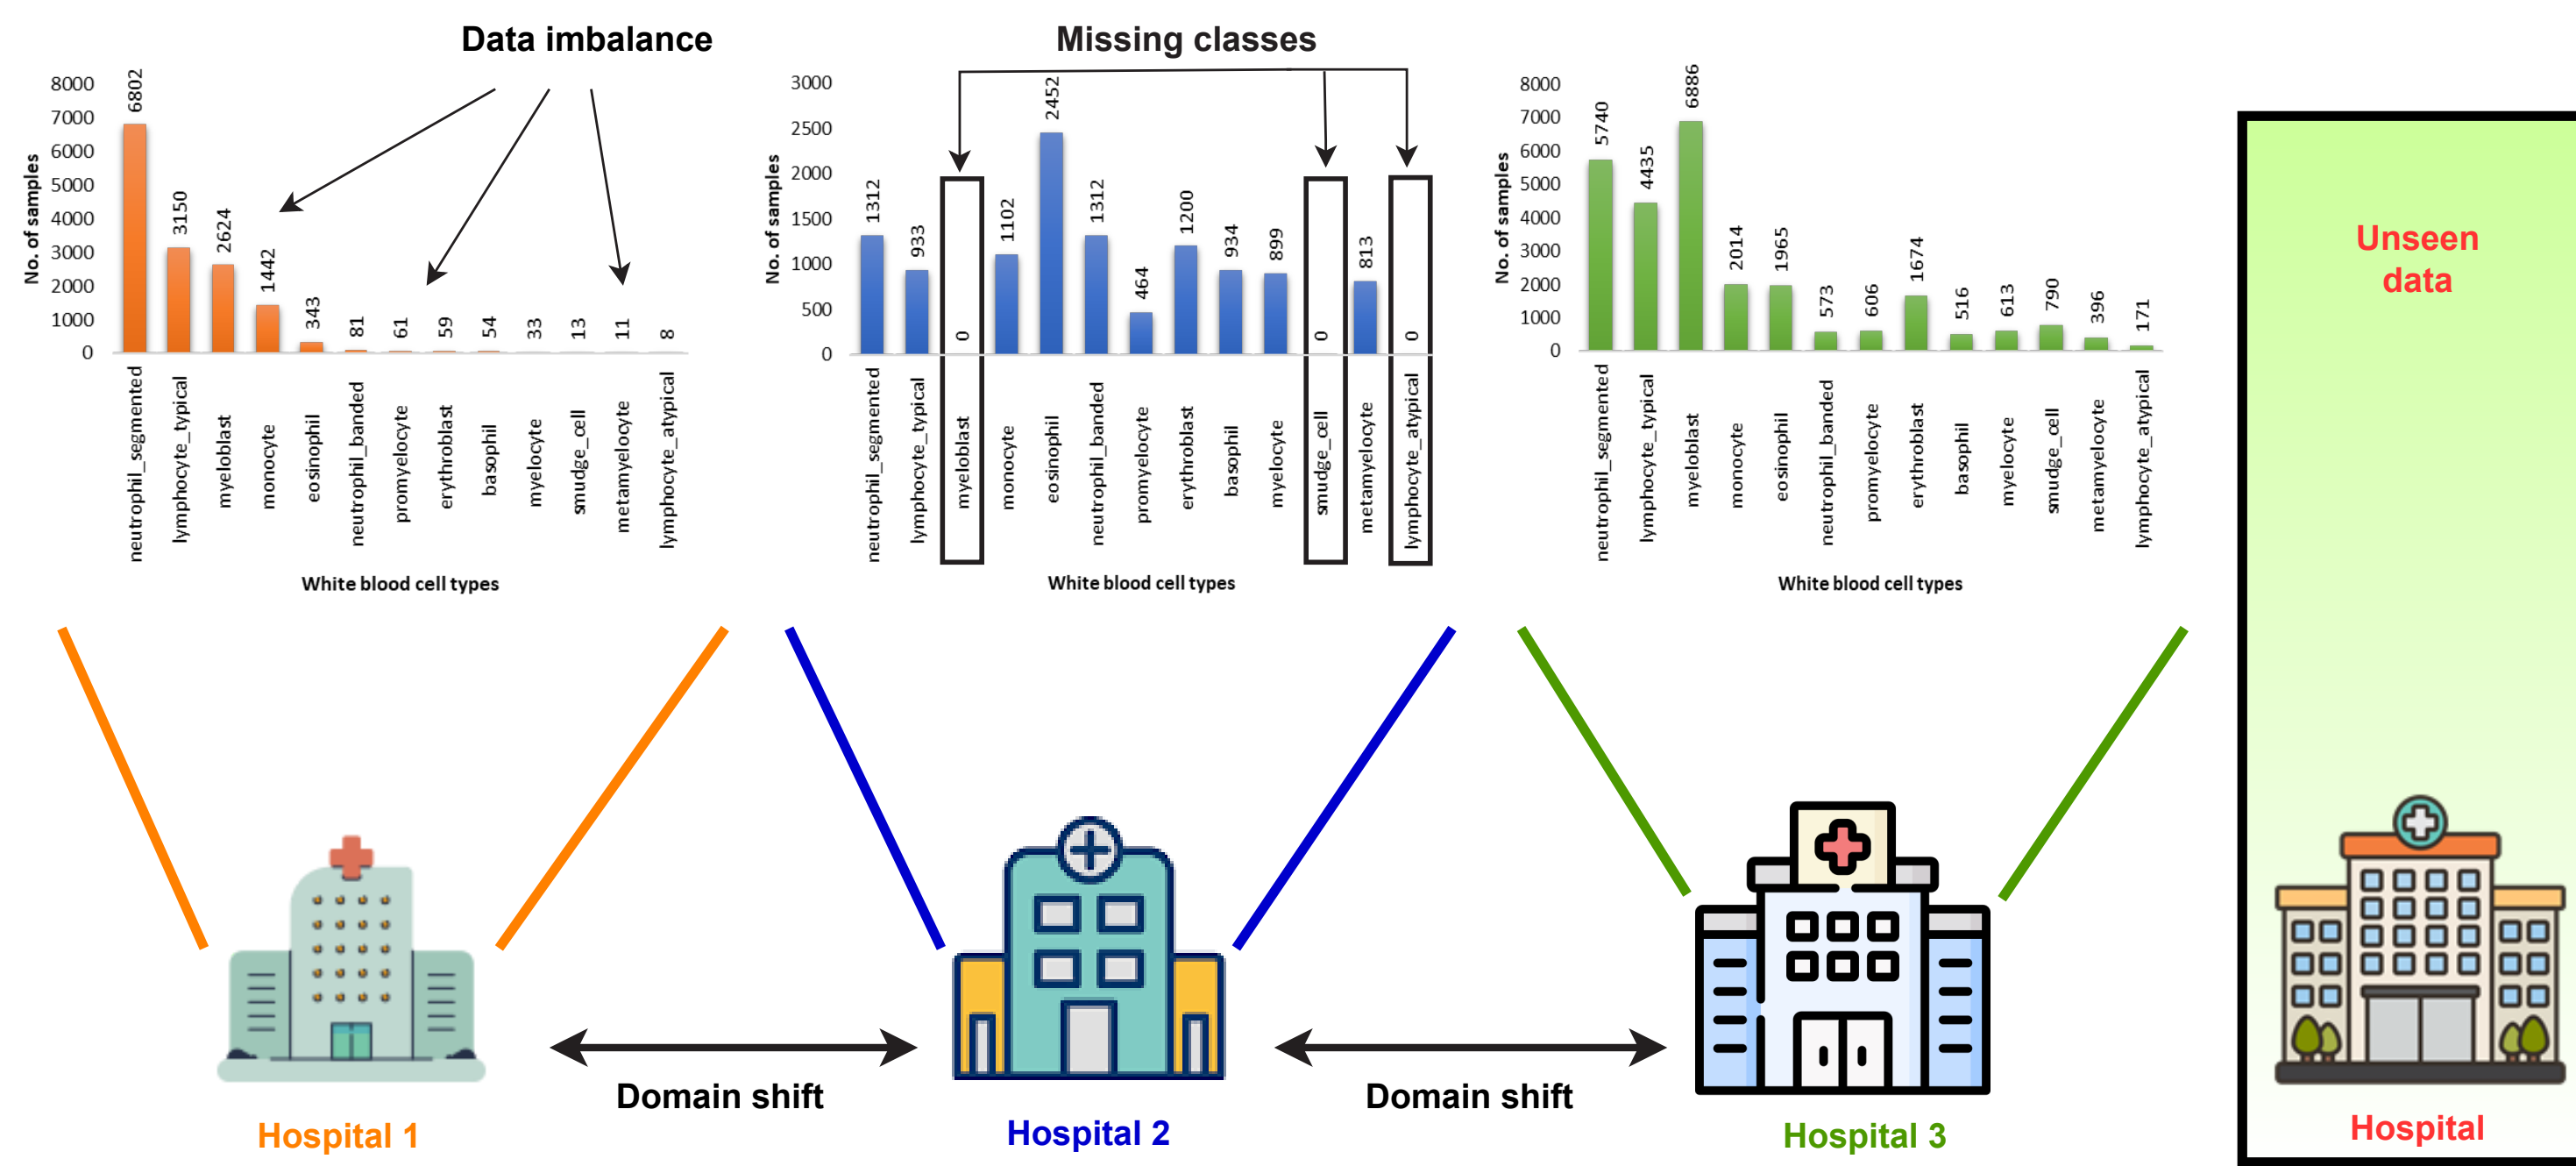 Data imbalance
Missing classes
No. of samples
8000
7000
6000
5000
4000
3000
2000
1000
0
6802
3150
2624
1442
343
81
61
59
54
33
13
11
8
neutrophil_segmented
lymphocyte_typical
myeloblast
monocyte
eosinophil
neutrophil_banded
promyelocyte
erythroblast
basophil
myelocyte
smudge_cell
metamyelocyte
lymphocyte_atypical
White blood cell types
No. of samples
3000
2500
2000
1500
1000
500
0
1312
933
0
1102
2452
1312
464
1200
934
899
0
813
0
neutrophil_segmented
lymphocyte_typical
myeloblast
monocyte
eosinophil
neutrophil_banded
promyelocyte
erythroblast
basophil
myelocyte
smudge_cell
metamyelocyte
lymphocyte_atypical
White blood cell types
No. of samples
8000
7000
6000
5000
4000
3000
2000
1000
0
5740
4435
6886
2014
1965
573
606
1674
516
613
790
396
171
neutrophil_segmented
lymphocyte_typical
myeloblast
monocyte
eosinophil
neutrophil_banded
promyelocyte
erythroblast
basophil
myelocyte
smudge_cell
metamyelocyte
lymphocyte_atypical
White blood cell types
Unseen
data
Domain shift
Domain shift
Hospital 1
Hospital 2
Hospital 3
Hospital